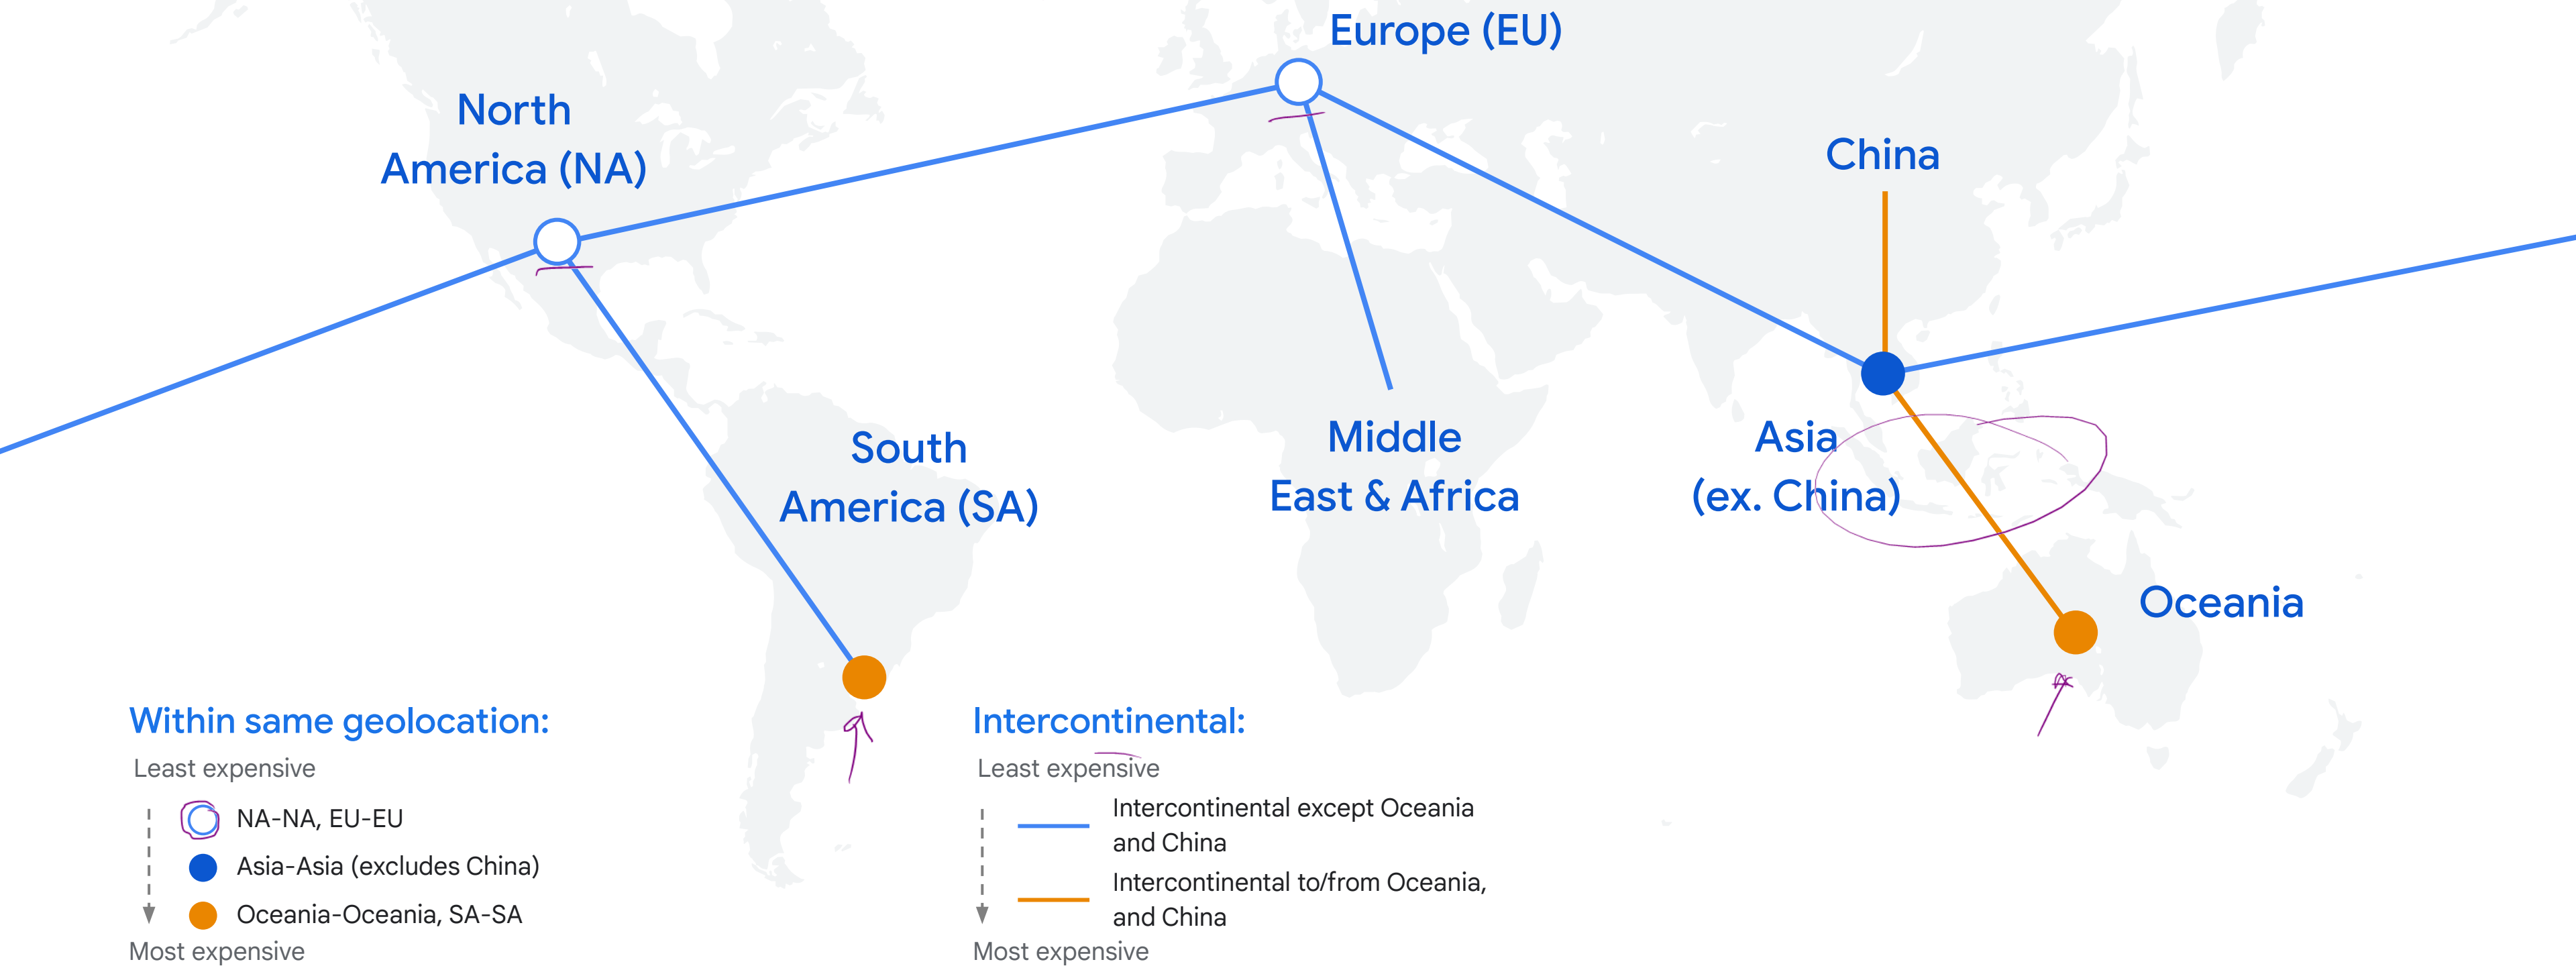 Europe (EU)
North
America (NA)
China
South
America (SA)
Middle
East & Africa
Asia
(ex. China)
Oceania
Within same geolocation:
Least expensive
NA-NA, EU-EU
Asia-Asia (excludes China)
Oceania-Oceania, SA-SA
Most expensive
Intercontinental:
Least expensive
Intercontinental except Oceania
and China
Intercontinental to/from Oceania,
and China
Most expensive